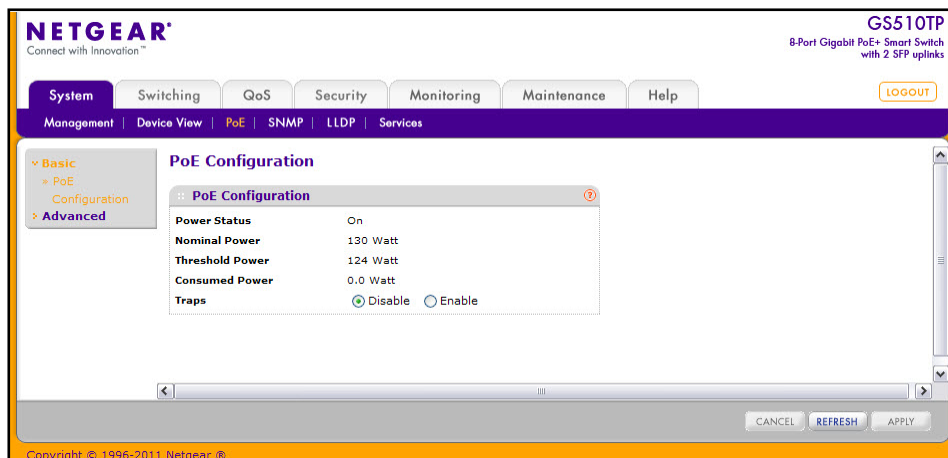 NETGEAR®
Connect with Innovation™
GS510TP
8-Port Gigabit PoE+ Smart Switch
with 2 SFP uplinks
System Switching QoS Security Monitoring Maintenance Help LOGOUT
Management | Device View | PoE | SNMP | LLDP | Services
Basic
» PoE
Configuration
Advanced
PoE Configuration
PoE Configuration ?
Power Status On
Nominal Power 130 Watt
Threshold Power 124 Watt
Consumed Power 0.0 Watt
Traps Disable Enable
CANCEL REFRESH APPLY
Copyright © 1996-2011 Netgear ®